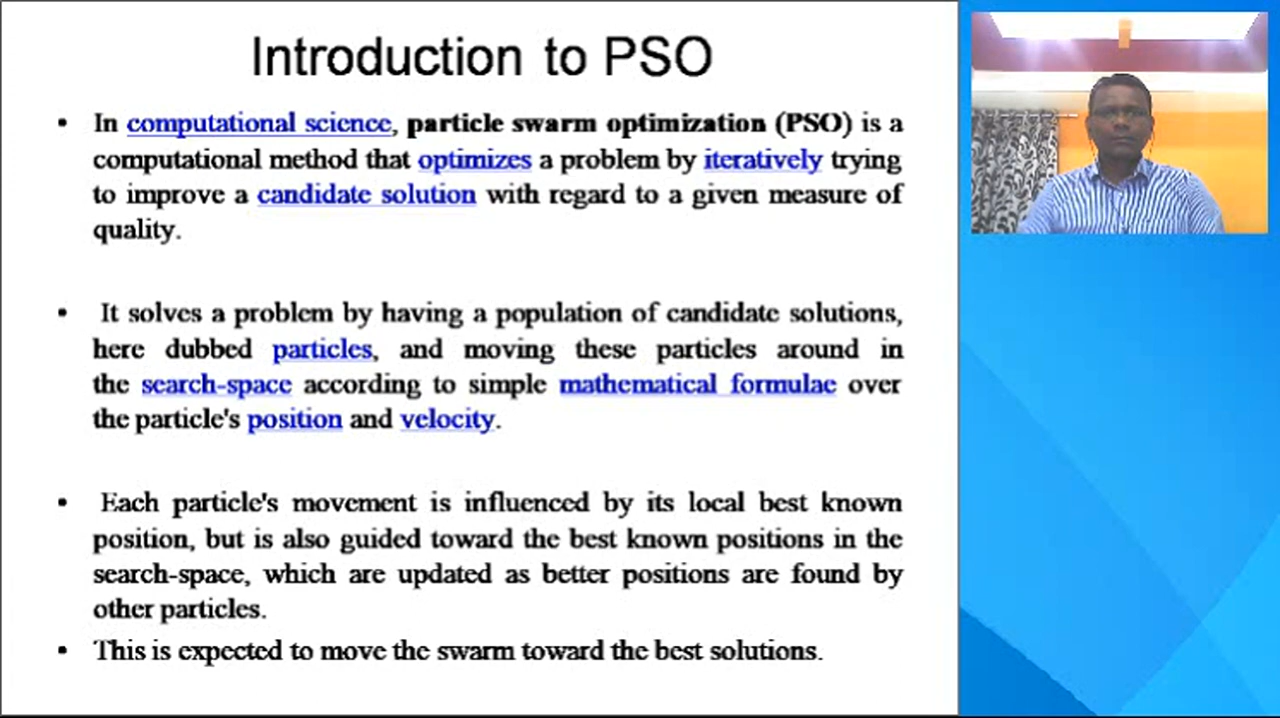 Introduction to PSO
• In computational science, particle swarm optimization (PSO) is a
computational method that optimizes a problem by iteratively trying
to improve a candidate solution with regard to a given measure of
quality.
• It solves a problem by having a population of candidate solutions,
here dubbed particles, and moving these particles around in
the search-space according to simple mathematical formulae over
the particle's position and velocity.
• Each particle's movement is influenced by its local best known
position, but is also guided toward the best known positions in the
search-space, which are updated as better positions are found by
other particles.
• This is expected to move the swarm toward the best solutions.